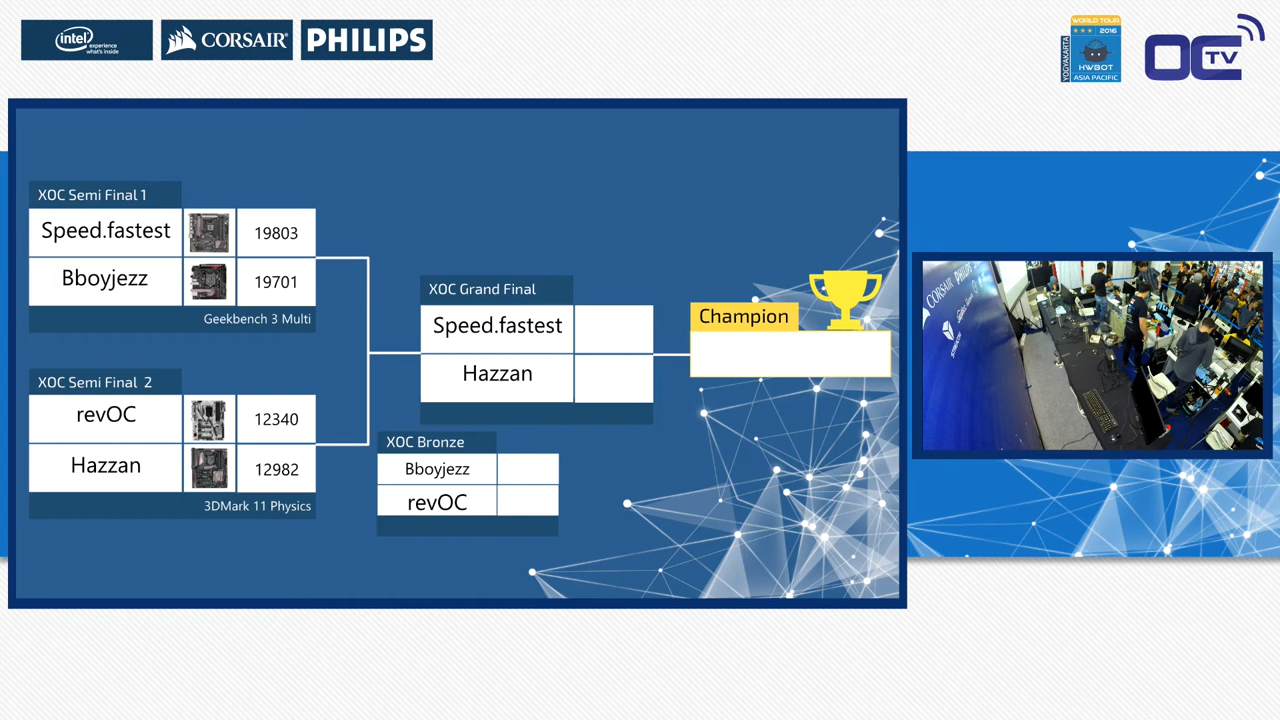 intel experience what's inside
CORSAIR
PHILIPS
WORLD TOUR
2016
YOGYAKARTA
HWBOT
ASIA PACIFIC
OCTV
XOC Semi Final 1
Speed.fastest 19803
Bboyjezz 19701
Geekbench 3 Multi
XOC Semi Final 2
revOC 12340
Hazzan 12982
3DMark 11 Physics
XOC Grand Final
Speed.fastest
Hazzan
XOC Bronze
Bboyjezz
revOC
Champion
CORSAIR PHILIPS